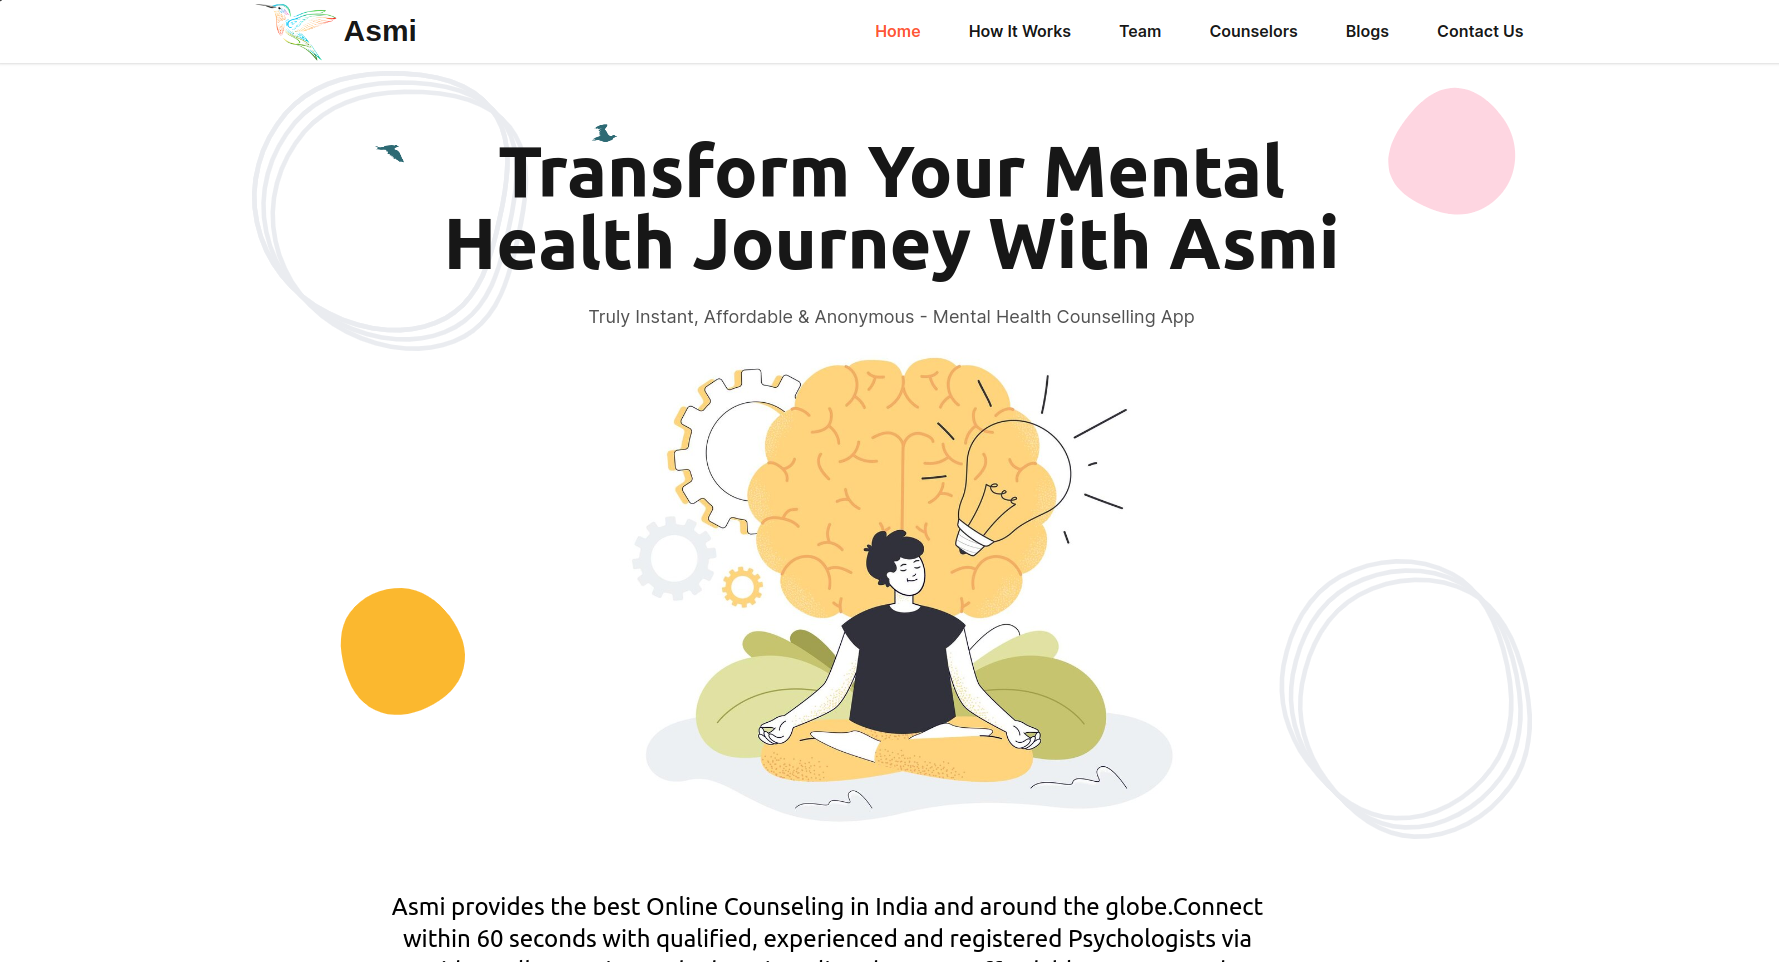 Asmi
Home How It Works Team Counselors Blogs Contact Us
Transform Your Mental
Health Journey With Asmi
Truly Instant, Affordable & Anonymous - Mental Health Counselling App
Asmi provides the best Online Counseling in India and around the globe.Connect
within 60 seconds with qualified, experienced and registered Psychologists via